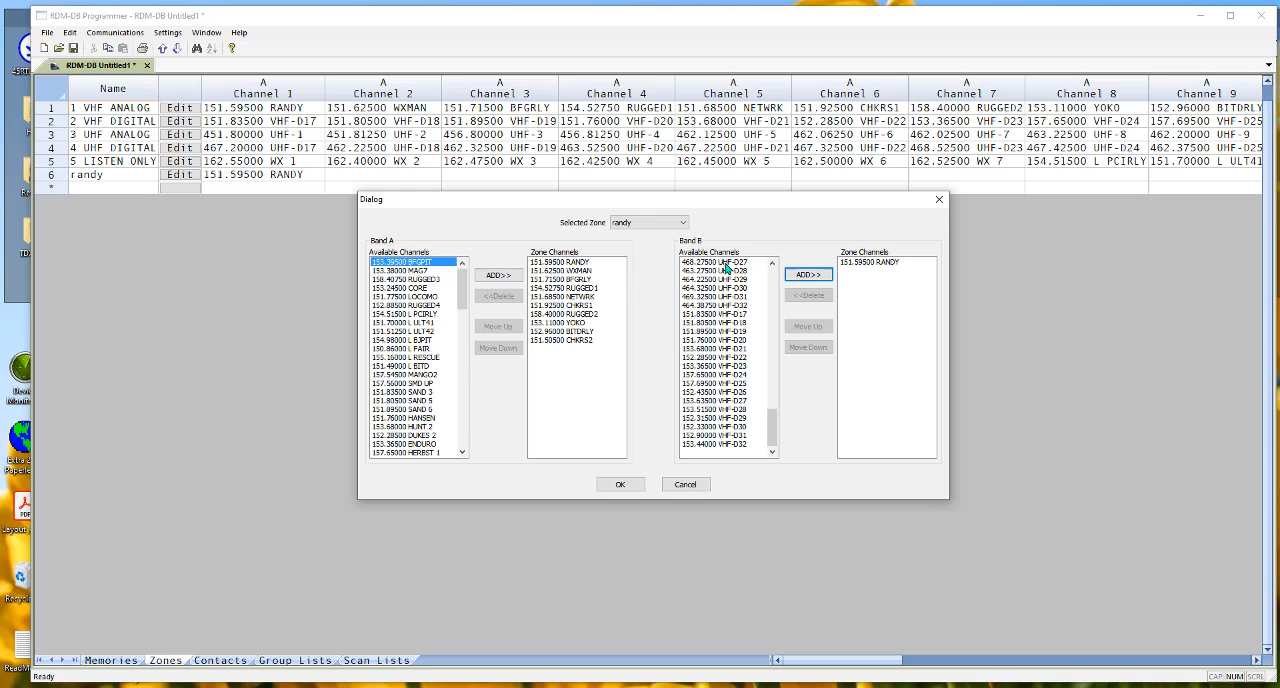 RDM-DB Programmer - RDM-DB Untitled1 *
File Edit Communications Settings Window Help
RDM-DB Untitled1 *
Name A Channel 1 A Channel 2 A Channel 3 A Channel 4 A Channel 5 A Channel 6 A Channel 7 A Channel 8 A Channel 9
1 1 VHF ANALOG Edit 151.59500 RANDY 151.62500 WXMAN 151.71500 BFGRLY 154.52750 RUGGED1 151.68500 NETWRK 151.92500 CHKRS1 158.40000 RUGGED2 153.11000 YOKO 152.96000 BITDRLY
2 2 VHF DIGITAL Edit 151.83500 VHF-D17 151.80500 VHF-D18 151.89500 VHF-D19 151.76000 VHF-D20 153.68000 VHF-D21 152.28500 VHF-D22 153.36500 VHF-D23 157.65000 VHF-D24 157.69500 VHF-D25
3 3 UHF ANALOG Edit 451.80000 UHF-1 451.81250 UHF-2 456.80000 UHF-3 456.81250 UHF-4 462.12500 UHF-5 462.06250 UHF-6 462.02500 UHF-7 463.22500 UHF-8 462.20000 UHF-9
4 4 UHF DIGITAL Edit 467.20000 UHF-D17 462.22500 UHF-D18 462.32500 UHF-D19 463.52500 UHF-D20 467.22500 UHF-D21 467.32500 UHF-D22 468.52500 UHF-D23 467.42500 UHF-D24 462.37500 UHF-D25
5 5 LISTEN ONLY Edit 162.55000 WX 1 162.40000 WX 2 162.47500 WX 3 162.42500 WX 4 162.45000 WX 5 162.50000 WX 6 162.52500 WX 7 154.51500 L PCIRLY 151.70000 L ULT41
6 randy Edit 151.59500 RANDY
*
Dialog
Selected Zone randy
Band A
Available Channels
153.39500 BFGPIT
153.38000 MAG7
158.40750 RUGGED3
153.24500 CORE
151.77500 LOCOMO
152.88500 RUGGED4
154.51500 L PCIRLY
151.70000 L ULT41
151.51250 L ULT42
154.98000 L BJPIT
150.86000 L FAIR
155.16000 L RESCUE
151.49000 L BITD
157.54500 MANGO2
157.56000 SMD UP
151.83500 SAND 3
151.80500 SAND 5
151.89500 SAND 6
151.76000 HANSEN
153.68000 HUNT 2
152.28500 DUKES 2
153.36500 ENDURO
157.65000 HERBST 1
ADD>>
<<Delete
Move Up
Move Down
Zone Channels
151.59500 RANDY
151.62500 WXMAN
151.71500 BFGRLY
154.52750 RUGGED1
151.68500 NETWRK
151.92500 CHKRS1
158.40000 RUGGED2
153.11000 YOKO
152.96000 BITDRLY
151.50500 CHKRS2
Band B
Available Channels
468.27500 UHF-D27
463.27500 UHF-D28
464.22500 UHF-D29
464.32500 UHF-D30
469.32500 UHF-D31
464.38750 UHF-D32
151.83500 VHF-D17
151.80500 VHF-D18
151.89500 VHF-D19
151.76000 VHF-D20
153.68000 VHF-D21
152.28500 VHF-D22
153.36500 VHF-D23
157.65000 VHF-D24
157.69500 VHF-D25
152.43500 VHF-D26
153.63500 VHF-D27
153.51500 VHF-D28
152.31500 VHF-D29
152.33000 VHF-D30
152.90000 VHF-D31
153.44000 VHF-D32
ADD>>
<<Delete
Move Up
Move Down
Zone Channels
151.59500 RANDY
OK Cancel
Memories Zones Contacts Group Lists Scan Lists
Ready CAP NUM SCRL